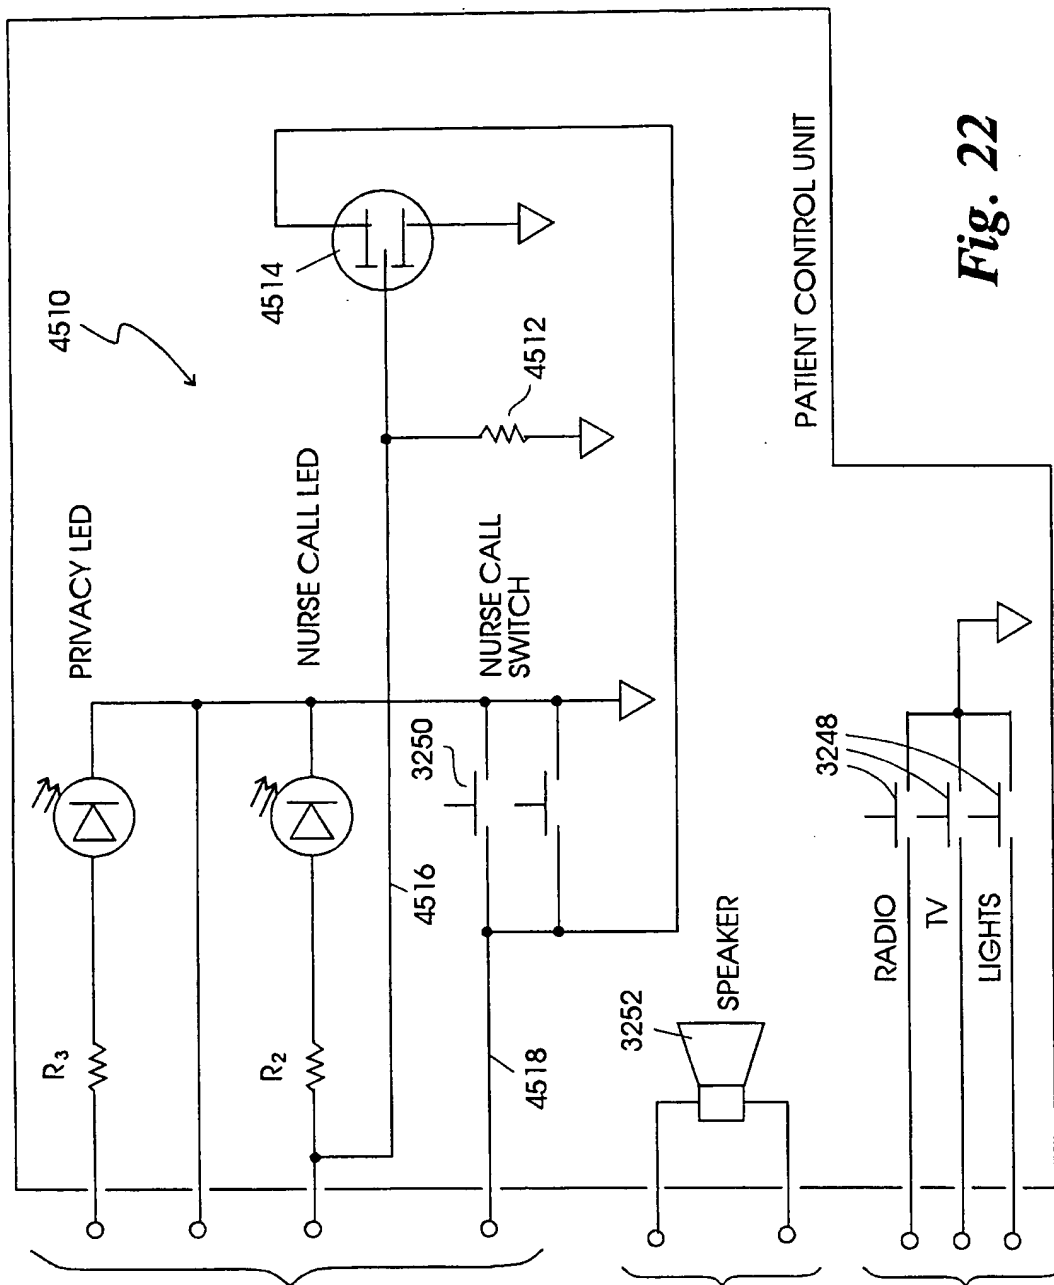 4510
PRIVACY LED
R3
NURSE CALL LED
R2
4514
4516
4512
NURSE CALL
SWITCH
3250
4518
3252
SPEAKER
PATIENT CONTROL UNIT
3248
RADIO
TV
LIGHTS
Fig. 22